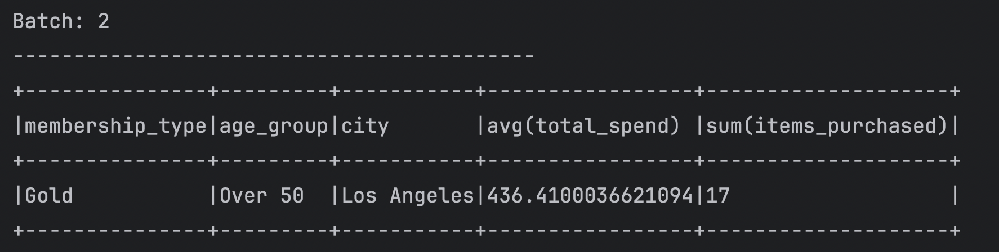 Batch: 2
-------------------------------------------
+---------------+---------+-----------+-----------------+--------------------+
|membership_type|age_group|city       |avg(total_spend) |sum(items_purchased)|
+---------------+---------+-----------+-----------------+--------------------+
|Gold           |Over 50  |Los Angeles|436.4100036621094|17                  |
+---------------+---------+-----------+-----------------+--------------------+